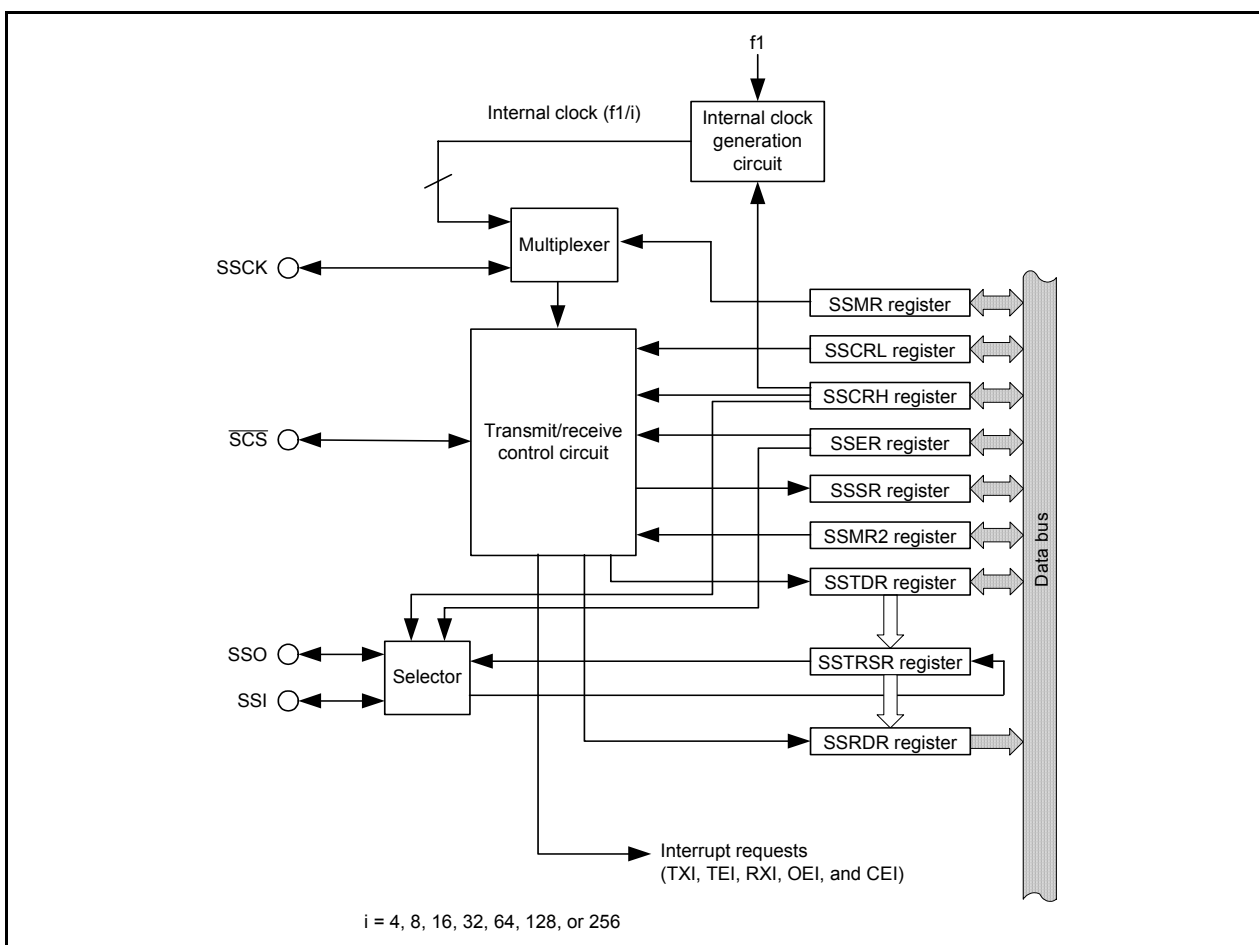 f1
Internal clock (f1/i)
Internal clock
generation
circuit
Multiplexer
SSCK
SSMR register
SSCRL register
SSCRH register
SCS
Transmit/receive
control circuit
SSER register
SSSR register
SSMR2 register
Data bus
SSTDR register
SSO
SSTRSR register
Selector
SSI
SSRDR register
Interrupt requests
(TXI, TEI, RXI, OEI, and CEI)
i = 4, 8, 16, 32, 64, 128, or 256